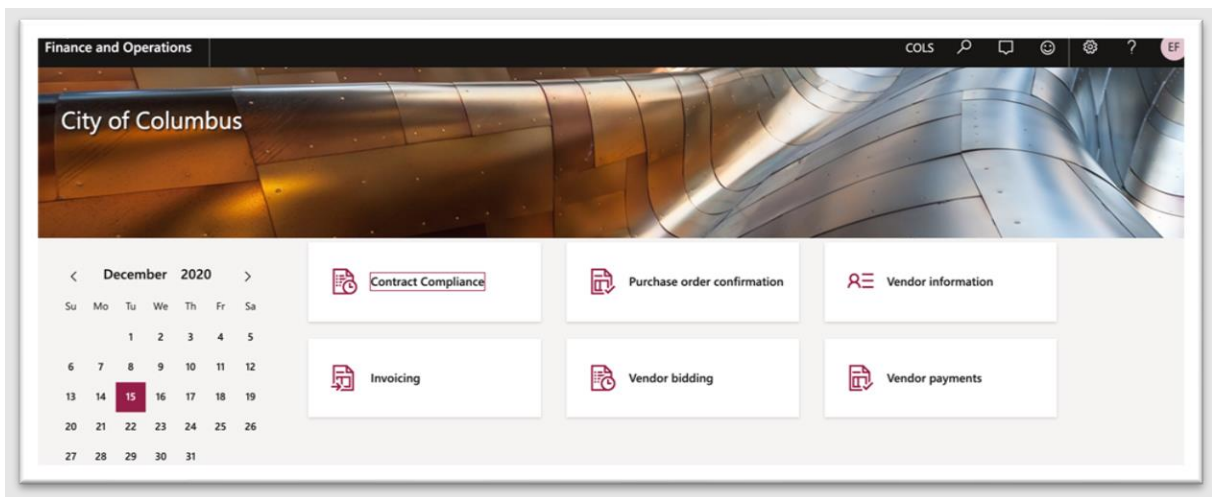 Finance and Operations
COLS
?
EF
City of Columbus
December 2020
Su Mo Tu We Th Fr Sa
1 2 3 4 5
6 7 8 9 10 11 12
13 14 15 16 17 18 19
20 21 22 23 24 25 26
27 28 29 30 31
Contract Compliance
Purchase order confirmation
Vendor information
Invoicing
Vendor bidding
Vendor payments